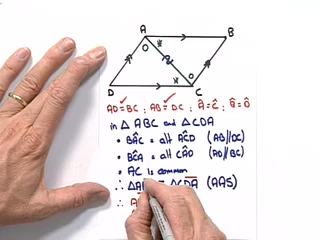 A B
D C
AD = BC ; AB = DC ; Â = Ĉ ; B̂ = D̂
in △ ABC and △ CDA
• BÂC = alt AĈD (AB//DC)
• BĈA = alt CÂD (AD//BC)
• AC is common
∴ △A ≡ △CDA (AAS)
∴